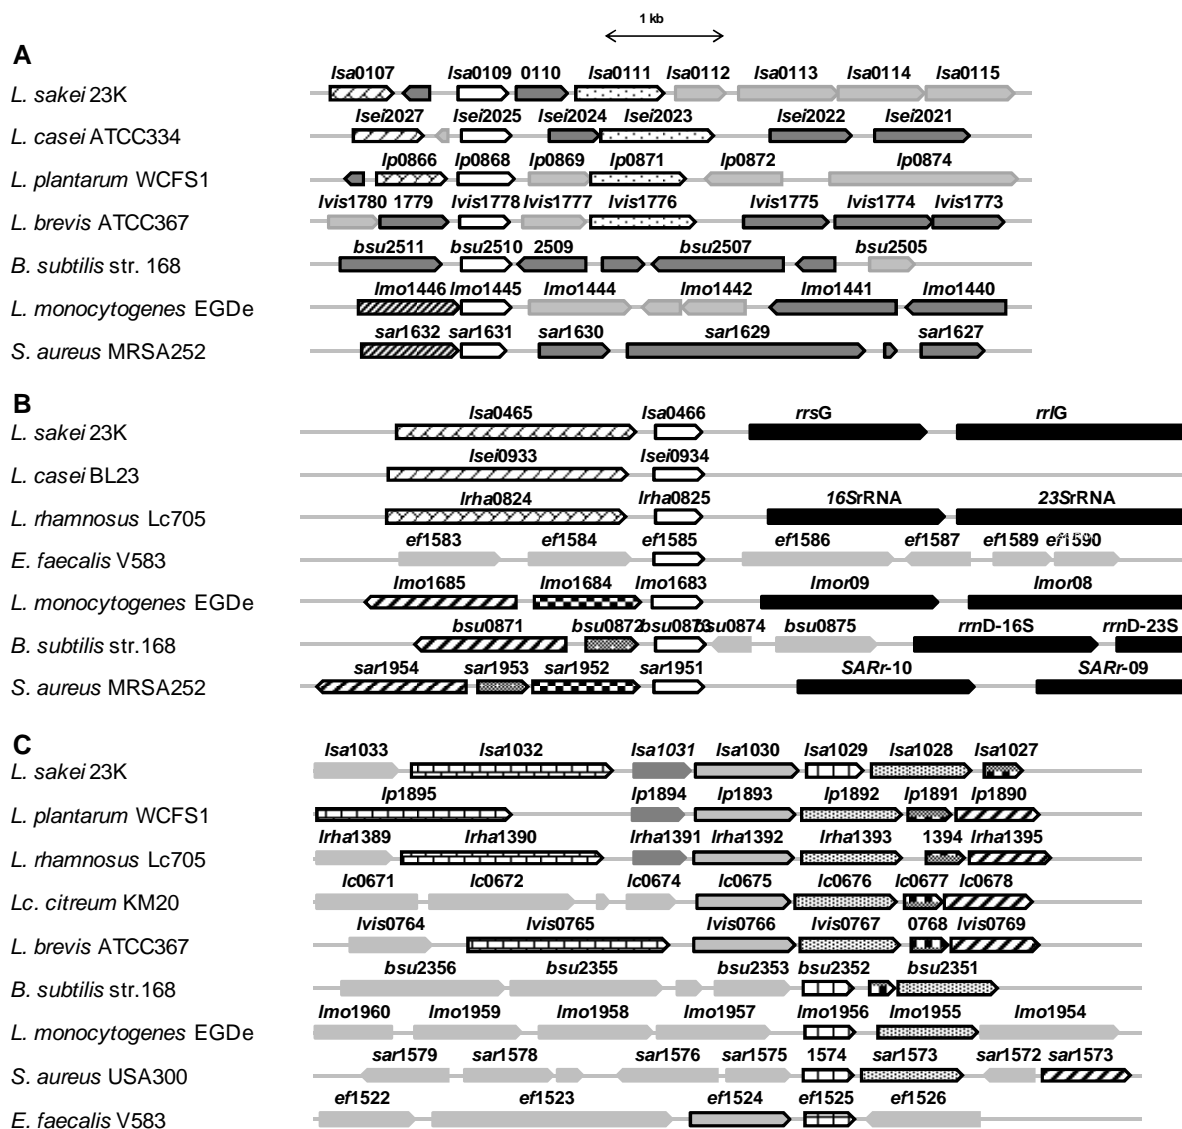 1 kb
A
lsa0107 lsa0109 0110 lsa0111 lsa0112 lsa0113 lsa0114 lsa0115
L. sakei 23K
lsei2027 lsei2025 lsei2024 lsei2023 lsei2022 lsei2021
L. casei ATCC334
lp0866 lp0868 lp0869 lp0871 lp0872 lp0874
L. plantarum WCFS1
lvis1780 1779 lvis1778 lvis1777 lvis1776 lvis1775 lvis1774 lvis1773
L. brevis ATCC367
bsu2511 bsu2510 2509 bsu2507 bsu2505
B. subtilis str. 168
lmo1446 lmo1445 lmo1444 lmo1442 lmo1441 lmo1440
L. monocytogenes EGDe
sar1632 sar1631 sar1630 sar1629 sar1627
S. aureus MRSA252
B
lsa0465 lsa0466 rrsG rrlG
L. sakei 23K
lsei0933 lsei0934
L. casei BL23
lrha0824 lrha0825 16SrRNA 23SrRNA
L. rhamnosus Lc705
ef1583 ef1584 ef1585 ef1586 ef1587 ef1589 ef1590
E. faecalis V583
lmo1685 lmo1684 lmo1683 lmor09 lmor08
L. monocytogenes EGDe
bsu0871 bsu0872 bsu0873 bsu0874 bsu0875 rrnD-16S rrnD-23S
B. subtilis str.168
sar1954 sar1953 sar1952 sar1951 SARr-10 SARr-09
S. aureus MRSA252
C
lsa1033 lsa1032 lsa1031 lsa1030 lsa1029 lsa1028 lsa1027
L. sakei 23K
lp1895 lp1894 lp1893 lp1892 lp1891 lp1890
L. plantarum WCFS1
lrha1389 lrha1390 lrha1391 lrha1392 lrha1393 1394 lrha1395
L. rhamnosus Lc705
lc0671 lc0672 lc0674 lc0675 lc0676 lc0677 lc0678
Lc. citreum KM20
lvis0764 lvis0765 lvis0766 lvis0767 0768 lvis0769
L. brevis ATCC367
bsu2356 bsu2355 bsu2353 bsu2352 bsu2351
B. subtilis str.168
lmo1960 lmo1959 lmo1958 lmo1957 lmo1956 lmo1955 lmo1954
L. monocytogenes EGDe
sar1579 sar1578 sar1576 sar1575 1574 sar1573 sar1572 sar1573
S. aureus USA300
ef1522 ef1523 ef1524 ef1525 ef1526
E. faecalis V583